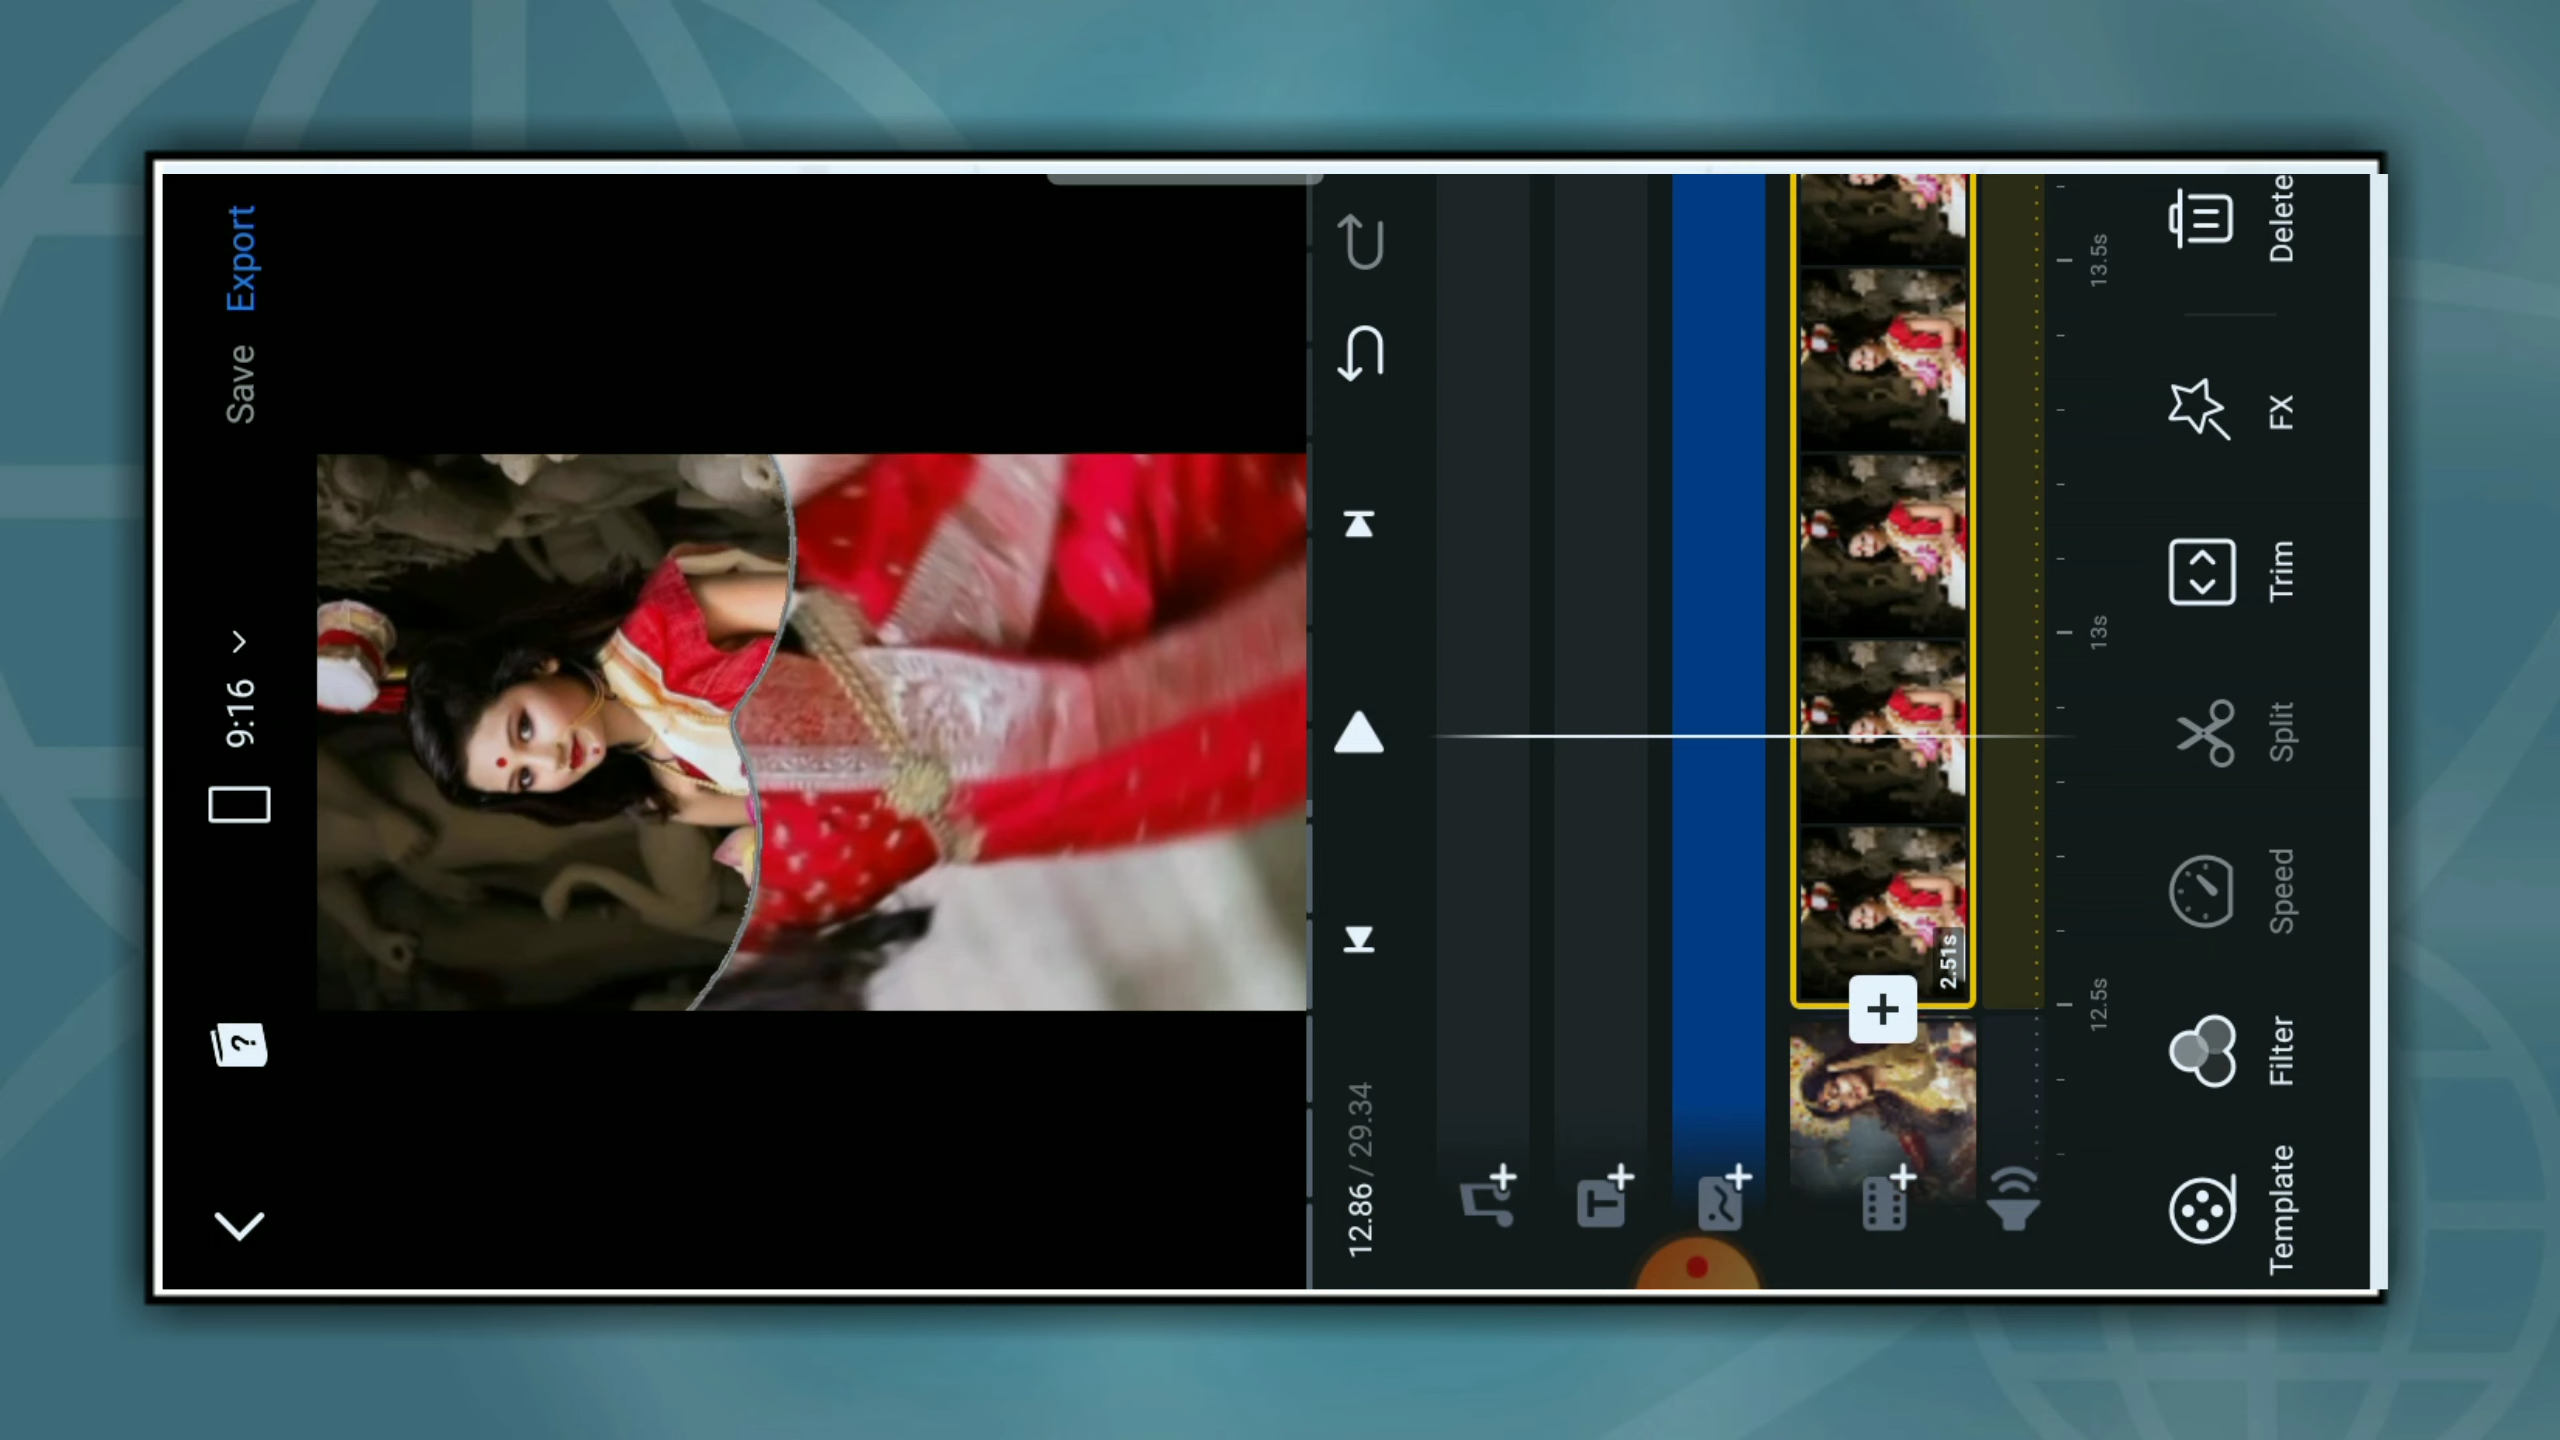 ?
9:16
Save
Export
12.86 / 29.34
2.51s
12.5s
13s
13.5s
Template
Filter
Speed
Split
Trim
FX
Delete